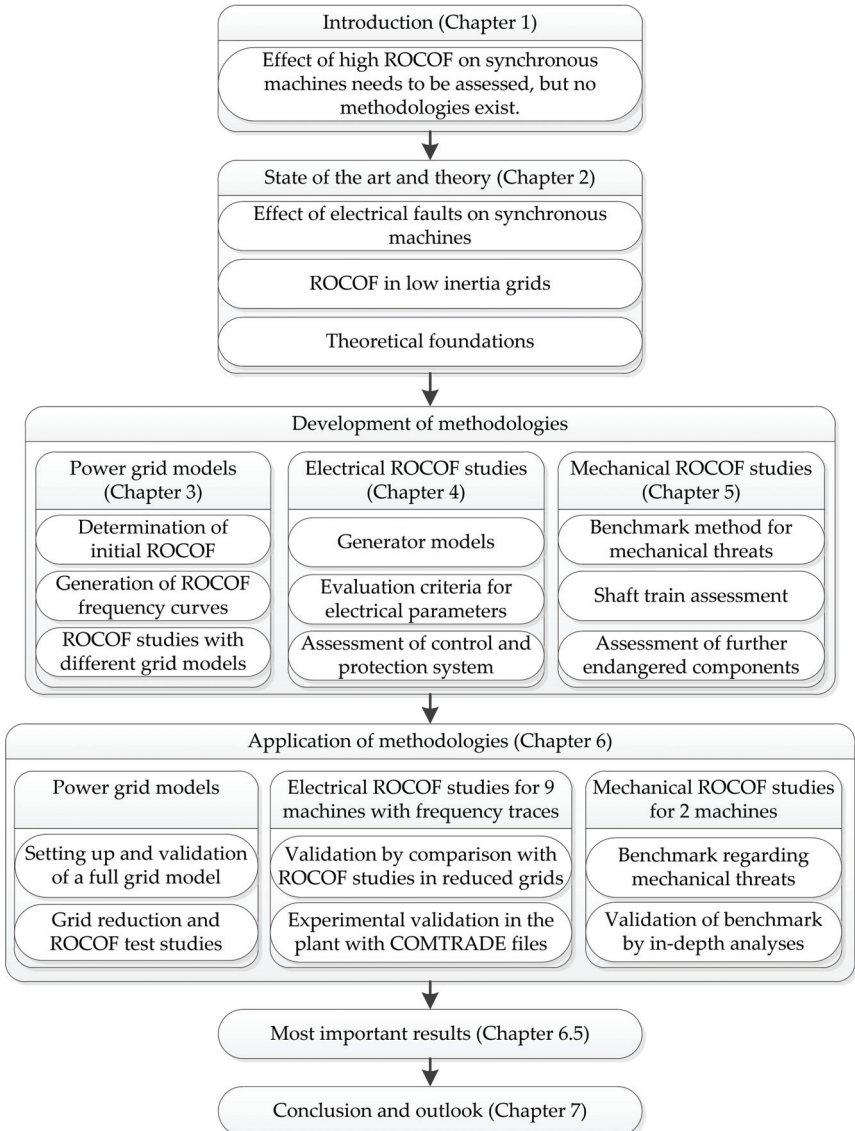 Introduction (Chapter 1)
Effect of high ROCOF on synchronous
machines needs to be assessed, but no
methodologies exist.
State of the art and theory (Chapter 2)
Effect of electrical faults on synchronous
machines
ROCOF in low inertia grids
Theoretical foundations
Development of methodologies
Power grid models
(Chapter 3)
Determination of
initial ROCOF
Generation of ROCOF
frequency curves
ROCOF studies with
different grid models
Electrical ROCOF studies
(Chapter 4)
Generator models
Evaluation criteria for
electrical parameters
Assessment of control and
protection system
Mechanical ROCOF studies
(Chapter 5)
Benchmark method for
mechanical threats
Shaft train assessment
Assessment of further
endangered components
Application of methodologies (Chapter 6)
Power grid models
Setting up and validation
of a full grid model
Grid reduction and
ROCOF test studies
Electrical ROCOF studies for 9
machines with frequency traces
Validation by comparison with
ROCOF studies in reduced grids
Experimental validation in the
plant with COMTRADE files
Mechanical ROCOF studies
for 2 machines
Benchmark regarding
mechanical threats
Validation of benchmark
by in-depth analyses
Most important results (Chapter 6.5)
Conclusion and outlook (Chapter 7)